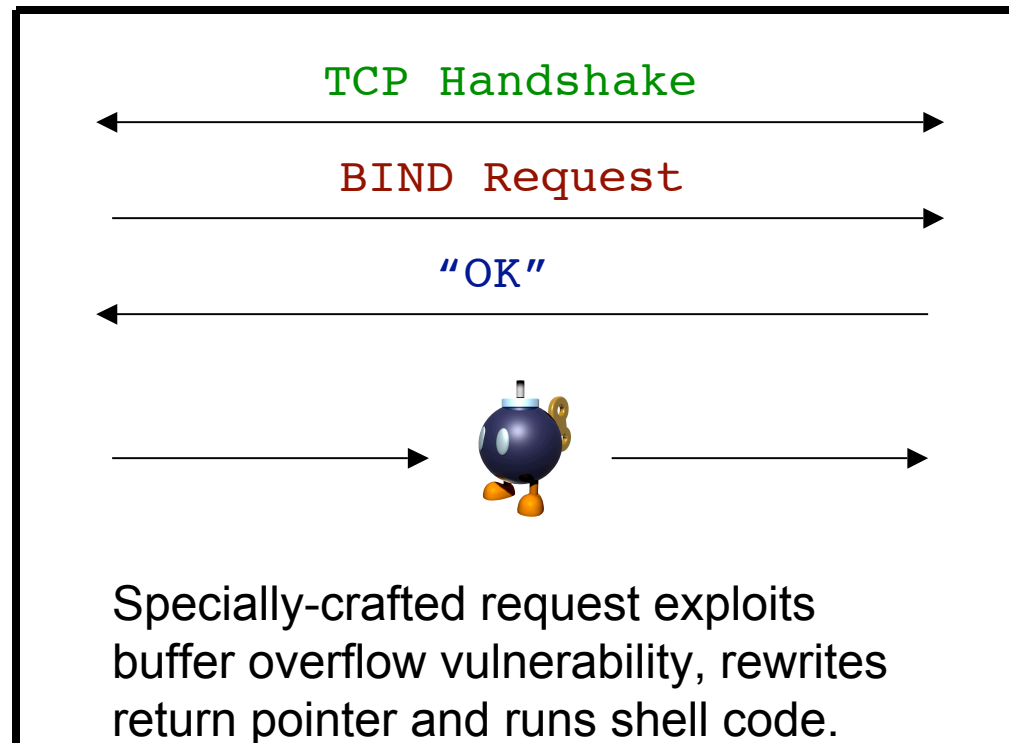 TCP Handshake
BIND Request
“OK”
Specially-crafted request exploits
buffer overflow vulnerability, rewrites
return pointer and runs shell code.